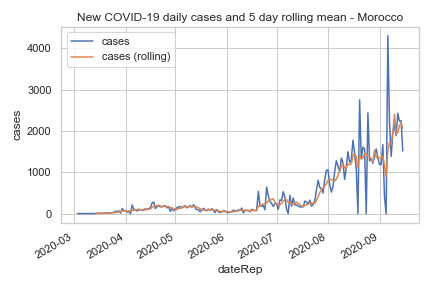 New COVID-19 daily cases and 5 day rolling mean - Morocco
cases
cases (rolling)
4000
3000
2000
1000
0
cases
2020-03
2020-04
2020-05
2020-06
2020-07
2020-08
2020-09
dateRep